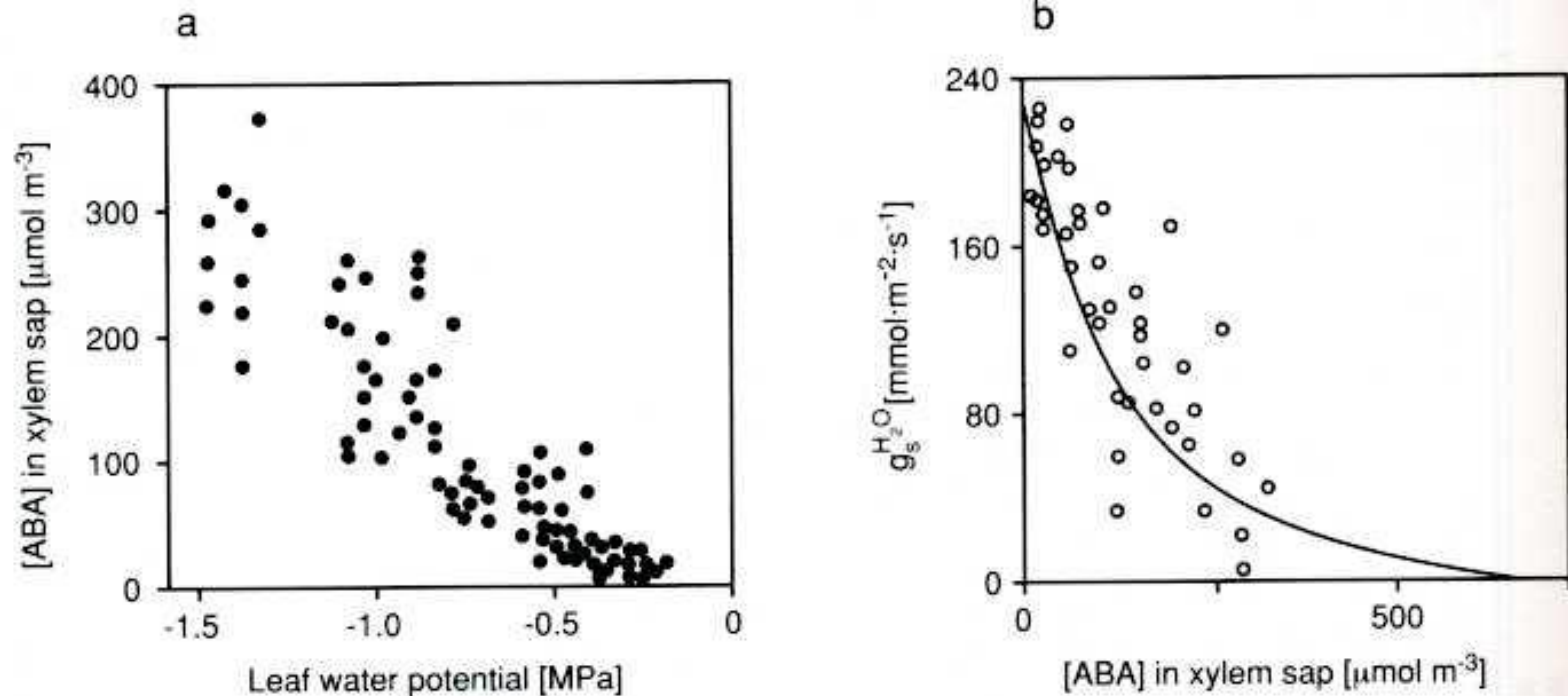 a
400
300
200
100
0
-1.5 -1.0 -0.5 0
[ABA] in xylem sap [μmol m⁻³]
Leaf water potential [MPa]
b
240
160
80
0
0 500
gₛᴴ²ᴼ [mmol·m⁻²·s⁻¹]
[ABA] in xylem sap [μmol m⁻³]